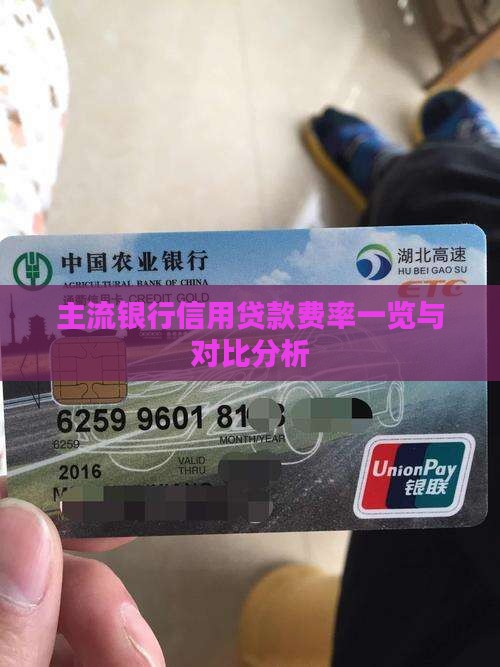 中国农业银行
AGRICULTURAL BANK OF CHINA
湖北高速
HU BEI GAO SU
ETC
CREDIT GOLD
主流银行信用贷款费率一览与
对比分析
6259 9601 81
6259
MONTH/YEAR
2016
VALID
THRU
UnionPay
银联